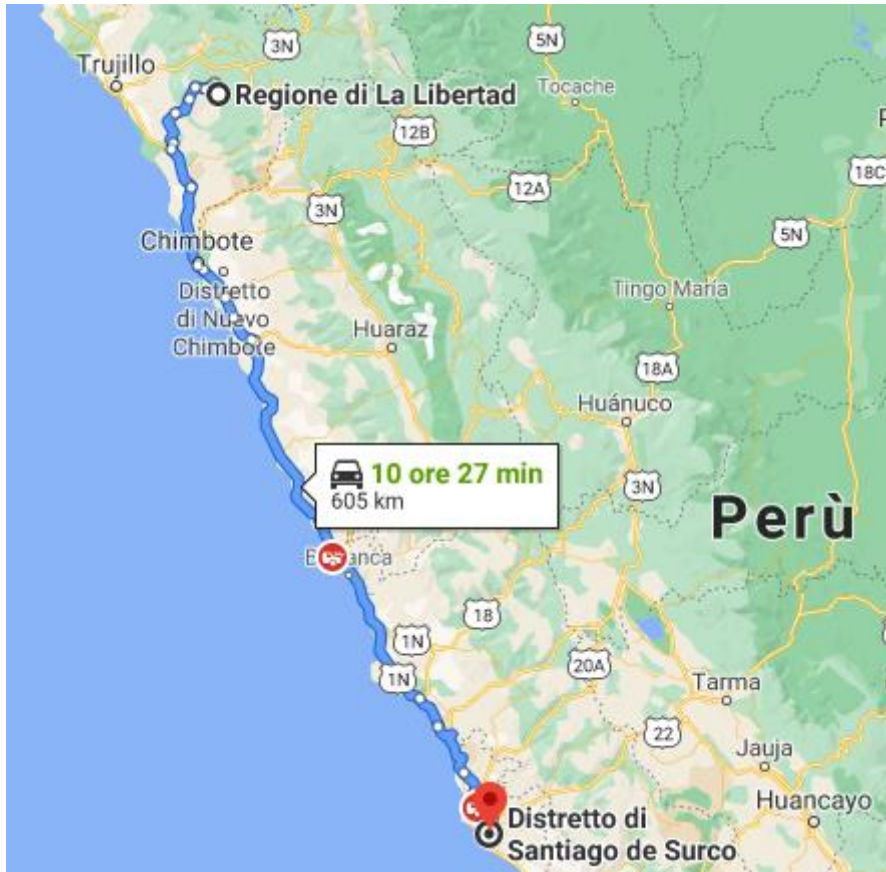 3N
5N
Trujillo
Tocache
Regione di La Libertad
12B
18C
12A
3N
5N
Chimbote
Distretto
di Nuevo
Chimbote
Tingo María
Huaraz
18A
Huánuco
10 ore 27 min
605 km
3N
Perù
18
1N
20A
1N
Tarma
22
Jauja
Huancayo
Distretto di
Santiago de Surco